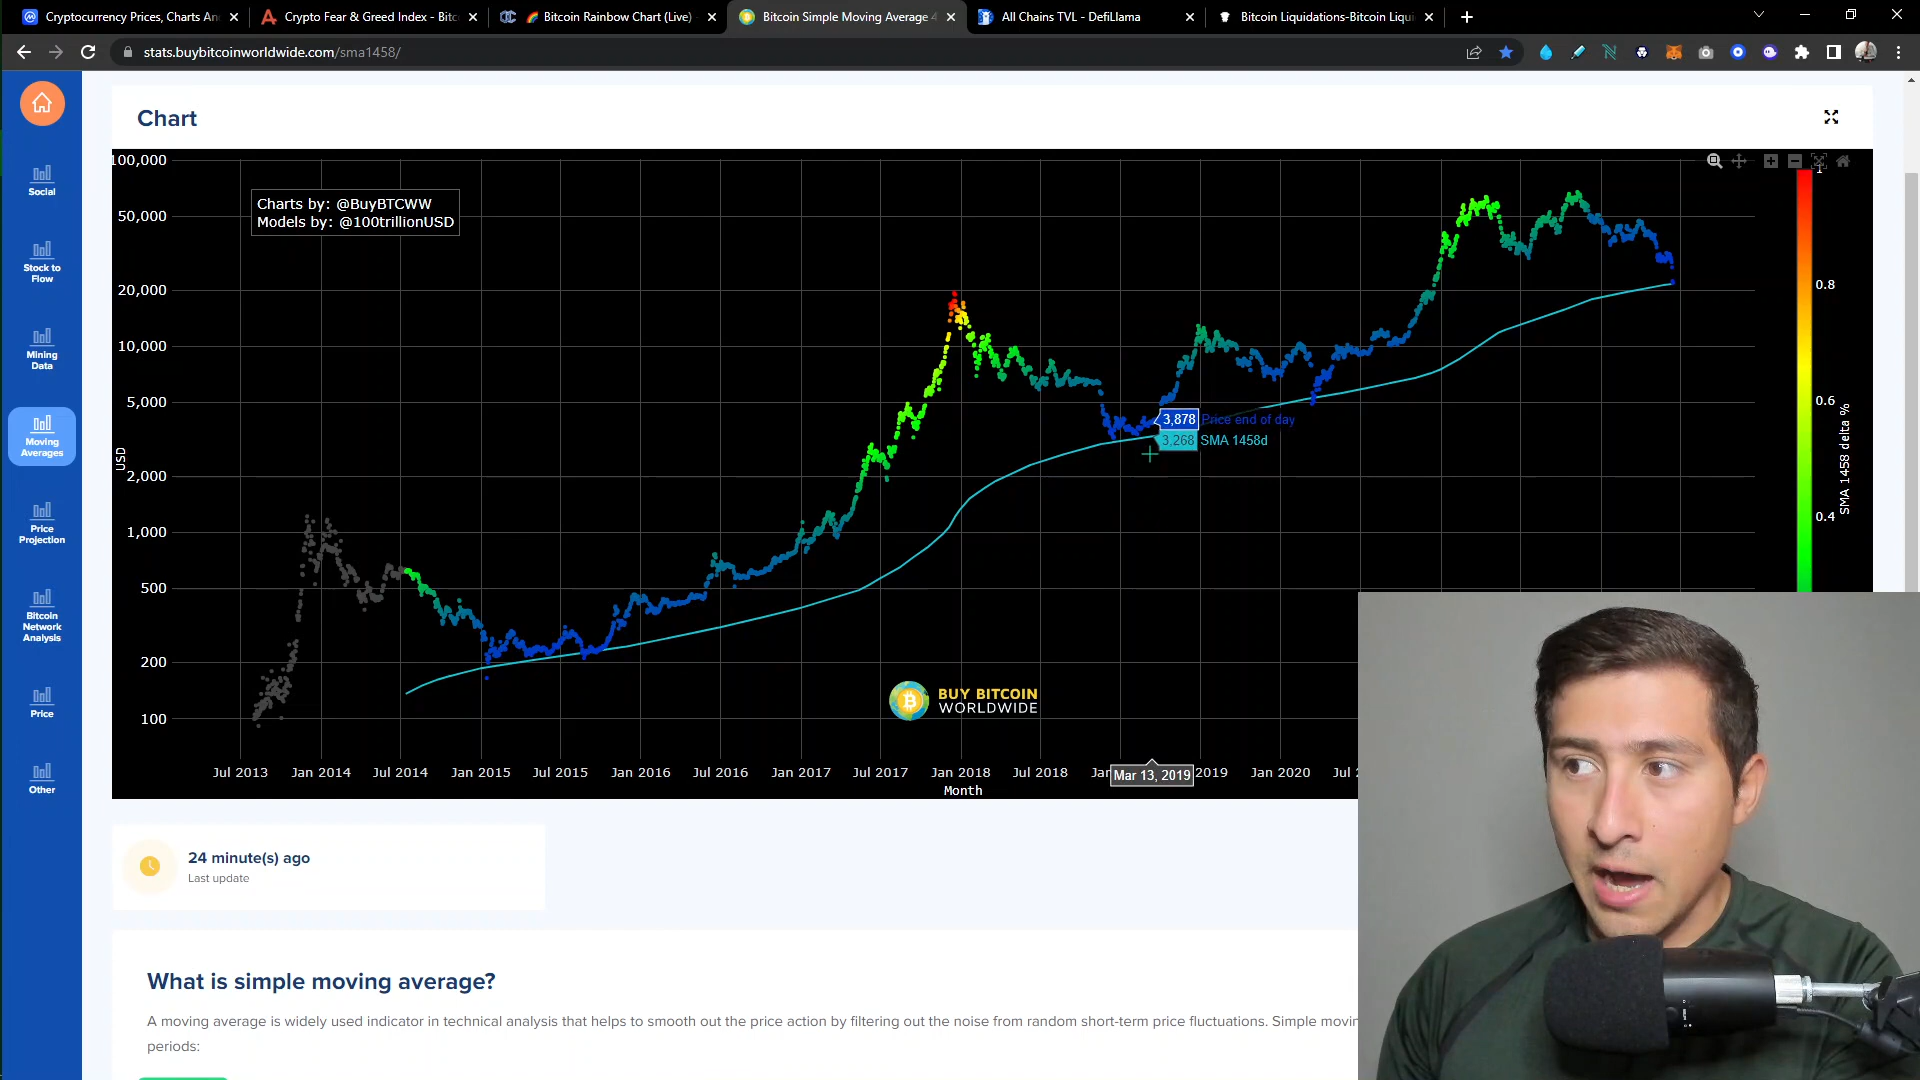 Cryptocurrency Prices, Charts An
Crypto Fear & Greed Index - Bitc
Bitcoin Rainbow Chart (Live)
Bitcoin Simple Moving Average 4
All Chains TVL - DefiLlama
Bitcoin Liquidations-Bitcoin Liqu
stats.buybitcoinworldwide.com/sma1458/
Social
Stock to
Flow
Mining
Data
Moving
Averages
Price
Projection
Bitcoin
Network
Analysis
Price
Other
Chart
100,000
50,000
20,000
10,000
5,000
2,000
1,000
500
200
100
USD
Charts by: @BuyBTCWW
Models by: @100trillionUSD
3,878 Price end of day
3,268 SMA 1458d
BUY BITCOIN
WORLDWIDE
1
0.8
0.6
0.4
SMA 1458 delta %
Jul 2013 Jan 2014 Jul 2014 Jan 2015 Jul 2015 Jan 2016 Jul 2016 Jan 2017 Jul 2017 Jan 2018 Jul 2018 Ja Mar 13, 2019 2019 Jan 2020 Jul 2
Month
24 minute(s) ago
Last update
What is simple moving average?
A moving average is widely used indicator in technical analysis that helps to smooth out the price action by filtering out the noise from random short-term price fluctuations. Simple movin
periods: